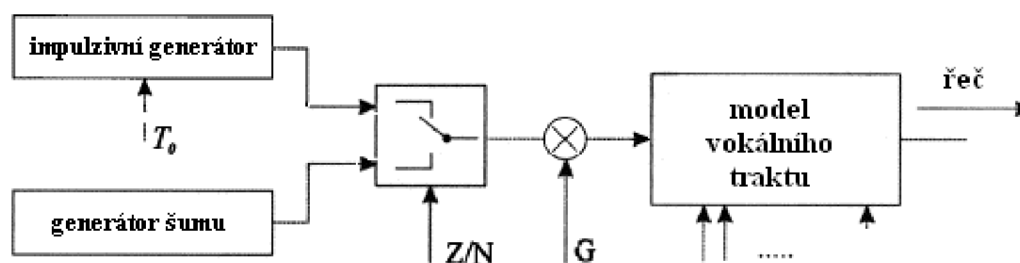 impulzivní generátor
T₀
generátor šumu
Z/N
G
model
vokálního
traktu
řeč
.....